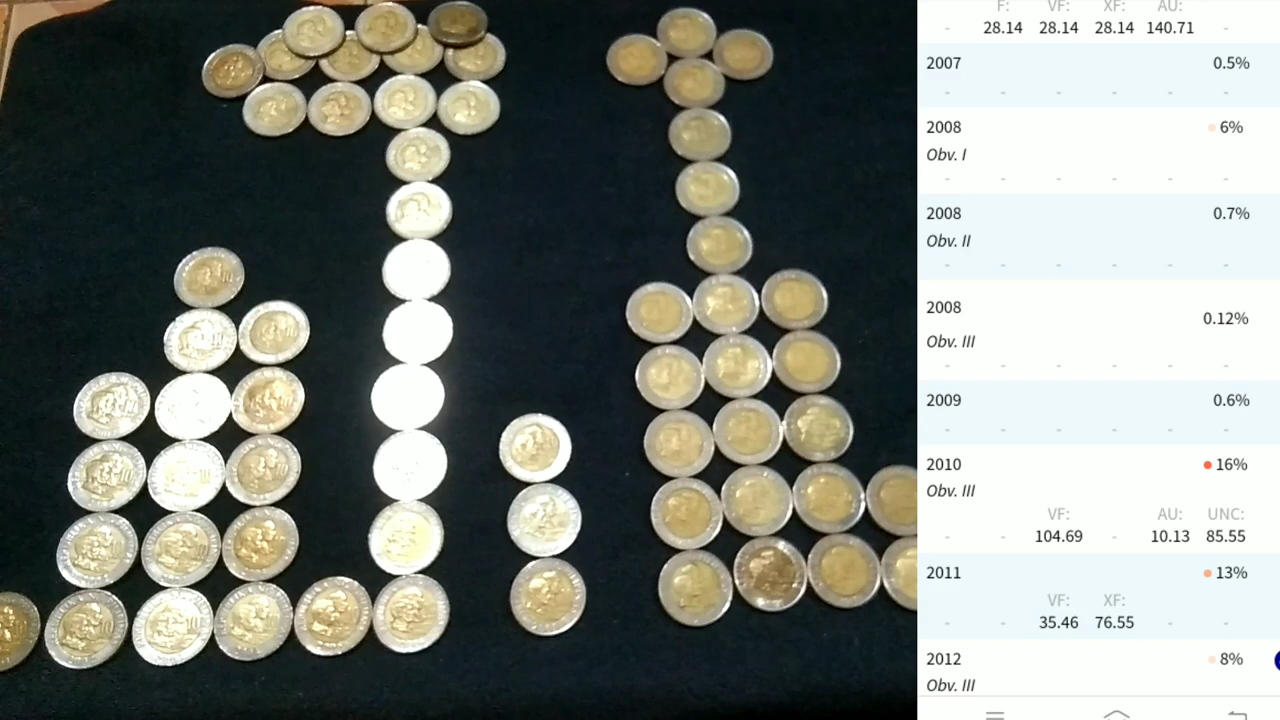 F: VF: XF: AU:
- 28.14 28.14 28.14 140.71 -
2007 0.5%
- - - - - -
2008 6%
Obv. I
- - - - - -
2008 0.7%
Obv. II
- - - - - -
2008 0.12%
Obv. III
2009 0.6%
- - - - - -
2010 16%
Obv. III
VF: AU: UNC:
- - 104.69 - 10.13 85.55
2011 13%
VF: XF:
- - 35.46 76.55 - -
2012 8%
Obv. III